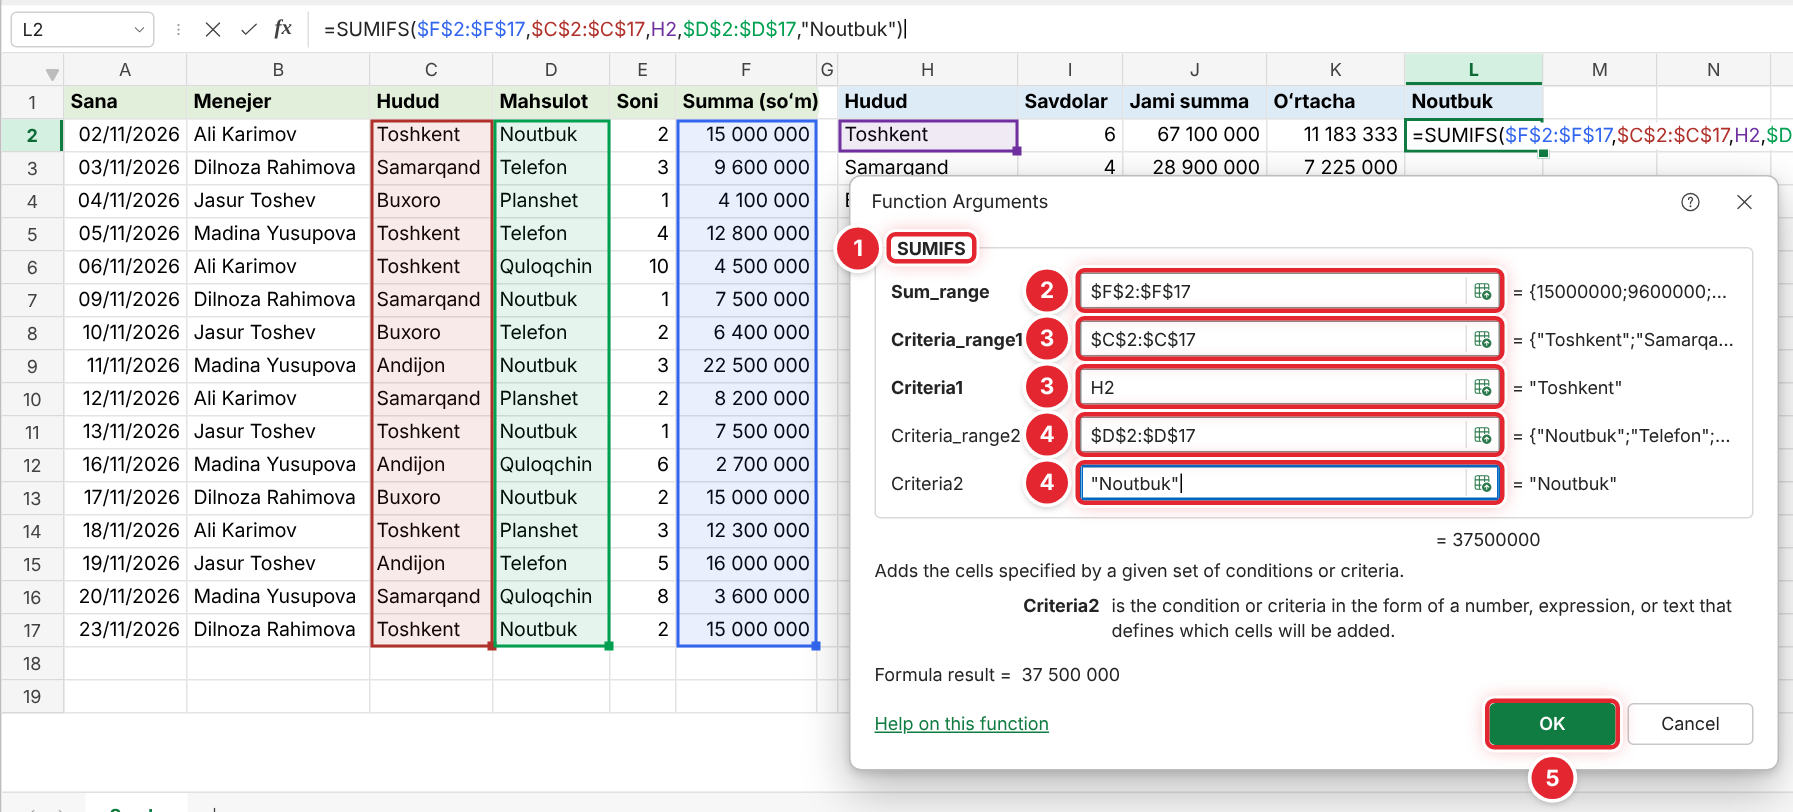 L2 fx =SUMIFS($F$2:$F$17,$C$2:$C$17,H2,$D$2:$D$17,"Noutbuk")
A B C D E F G H I J K L M N
1 Sana Menejer Hudud Mahsulot Soni Summa (soʻm) Hudud Savdolar Jami summa Oʻrtacha Noutbuk
2 02/11/2026 Ali Karimov Toshkent Noutbuk 2 15 000 000 Toshkent 6 67 100 000 11 183 333 =SUMIFS($F$2:$F$17,$C$2:$C$17,H2,$D
3 03/11/2026 Dilnoza Rahimova Samarqand Telefon 3 9 600 000 Samarqand 4 28 900 000 7 225 000
4 04/11/2026 Jasur Toshev Buxoro Planshet 1 4 100 000
5 05/11/2026 Madina Yusupova Toshkent Telefon 4 12 800 000
6 06/11/2026 Ali Karimov Toshkent Quloqchin 10 4 500 000
7 09/11/2026 Dilnoza Rahimova Samarqand Noutbuk 1 7 500 000
8 10/11/2026 Jasur Toshev Buxoro Telefon 2 6 400 000
9 11/11/2026 Madina Yusupova Andijon Noutbuk 3 22 500 000
10 12/11/2026 Ali Karimov Samarqand Planshet 2 8 200 000
11 13/11/2026 Jasur Toshev Toshkent Noutbuk 1 7 500 000
12 16/11/2026 Madina Yusupova Andijon Quloqchin 6 2 700 000
13 17/11/2026 Dilnoza Rahimova Buxoro Noutbuk 2 15 000 000
14 18/11/2026 Ali Karimov Toshkent Planshet 3 12 300 000
15 19/11/2026 Jasur Toshev Andijon Telefon 5 16 000 000
16 20/11/2026 Madina Yusupova Samarqand Quloqchin 8 3 600 000
17 23/11/2026 Dilnoza Rahimova Toshkent Noutbuk 2 15 000 000
18
19
Function Arguments
1 SUMIFS
Sum_range 2 $F$2:$F$17 = {15000000;9600000;...
Criteria_range1 3 $C$2:$C$17 = {"Toshkent";"Samarqa...
Criteria1 3 H2 = "Toshkent"
Criteria_range2 4 $D$2:$D$17 = {"Noutbuk";"Telefon";...
Criteria2 4 "Noutbuk" = "Noutbuk"
= 37500000
Adds the cells specified by a given set of conditions or criteria.
Criteria2 is the condition or criteria in the form of a number, expression, or text that
defines which cells will be added.
Formula result = 37 500 000
Help on this function OK Cancel
5